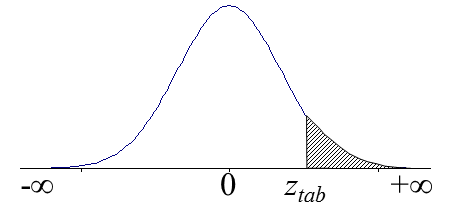 -∞ 0 z_tab +∞